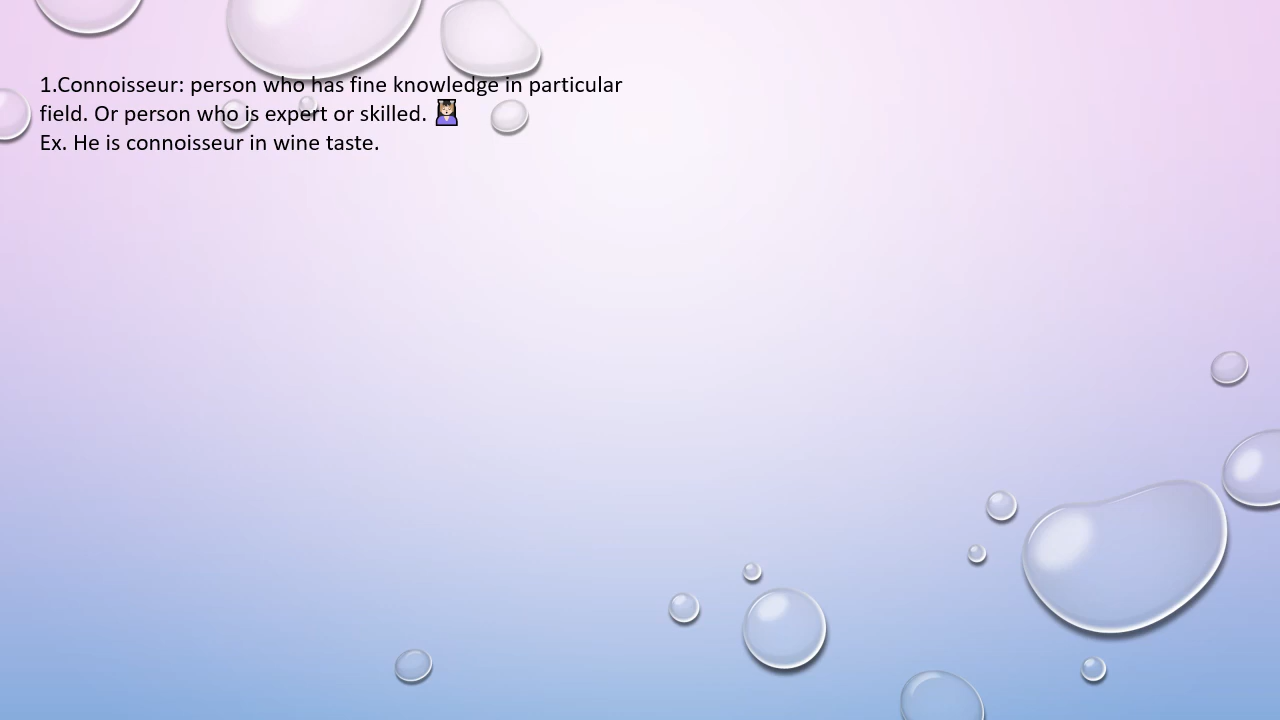 1.Connoisseur: person who has fine knowledge in particular
field. Or person who is expert or skilled. 💆🏻‍♀️
Ex. He is connoisseur in wine taste.